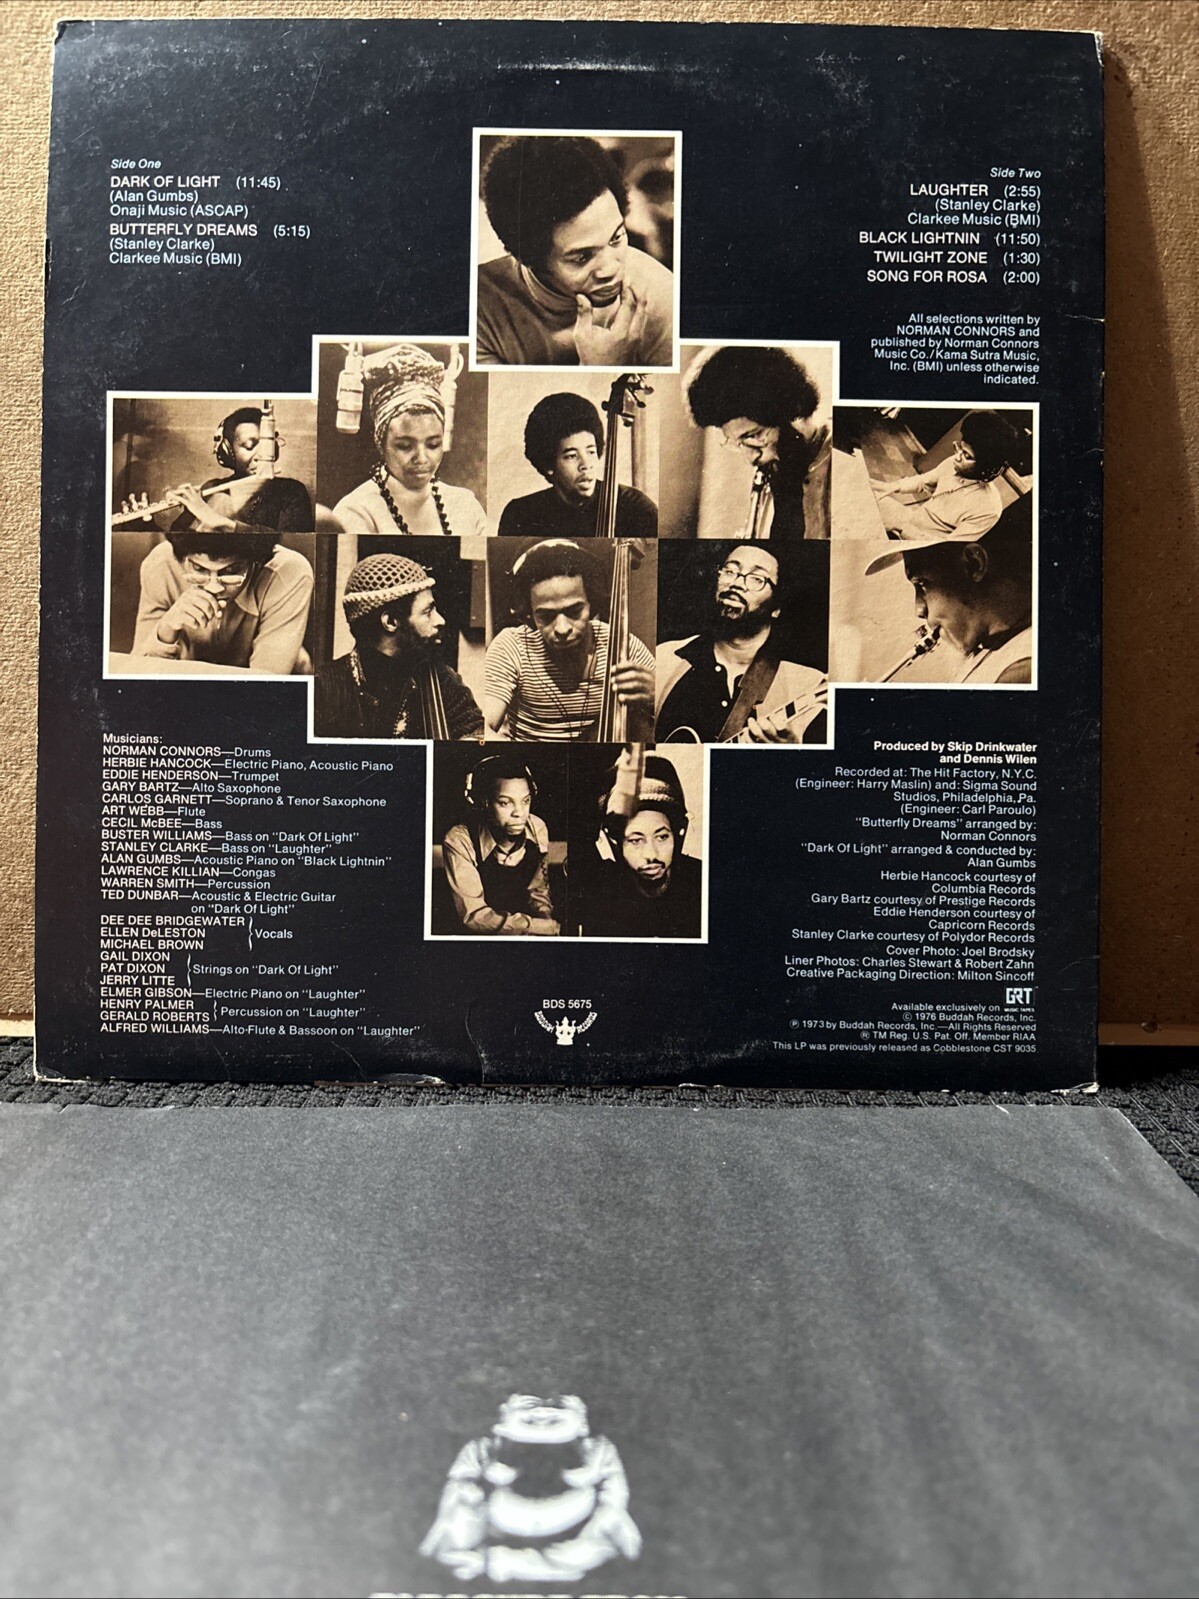 Side One
DARK OF LIGHT (11:45)
(Alan Gumbs)
Onaji Music (ASCAP)
BUTTERFLY DREAMS (5:15)
(Stanley Clarke)
Clarkee Music (BMI)
Side Two
LAUGHTER (2:55)
(Stanley Clarke)
Clarkee Music (BMI)
BLACK LIGHTNIN (11:50)
TWILIGHT ZONE (1:30)
SONG FOR ROSA (2:00)
All selections written by
NORMAN CONNORS and
published by Norman Connors
Music Co./Kama Sutra Music,
Inc. (BMI) unless otherwise
indicated.
Musicians:
NORMAN CONNORS—Drums
HERBIE HANCOCK—Electric Piano, Acoustic Piano
EDDIE HENDERSON—Trumpet
GARY BARTZ—Alto Saxophone
CARLOS GARNETT—Soprano & Tenor Saxophone
ART WEBB—Flute
CECIL McBEE—Bass
BUSTER WILLIAMS—Bass on "Dark Of Light"
STANLEY CLARKE—Bass on "Laughter"
ALAN GUMBS—Acoustic Piano on "Black Lightnin"
LAWRENCE KILLIAN—Congas
WARREN SMITH—Percussion
TED DUNBAR—Acoustic & Electric Guitar
on "Dark Of Light"
DEE DEE BRIDGEWATER
ELLEN DeLESTON Vocals
MICHAEL BROWN
GAIL DIXON
PAT DIXON Strings on "Dark Of Light"
JERRY LITTE
ELMER GIBSON—Electric Piano on "Laughter"
HENRY PALMER
GERALD ROBERTS Percussion on "Laughter"
ALFRED WILLIAMS—Alto-Flute & Bassoon on "Laughter"
BDS 5675
Produced by Skip Drinkwater
and Dennis Wilen
Recorded at: The Hit Factory, N.Y.C.
(Engineer: Harry Maslin) and: Sigma Sound
Studios, Philadelphia, Pa.
(Engineer: Carl Paroulo)
"Butterfly Dreams" arranged by:
Norman Connors
"Dark Of Light" arranged & conducted by:
Alan Gumbs
Herbie Hancock courtesy of
Columbia Records
Gary Bartz courtesy of Prestige Records
Eddie Henderson courtesy of
Capricorn Records
Stanley Clarke courtesy of Polydor Records
Cover Photo: Joel Brodsky
Liner Photos: Charles Stewart & Robert Zahn
Creative Packaging Direction: Milton Sincoff
GRT
MUSIC TAPES
Available exclusively on
© 1976 Buddah Records, Inc.
℗ 1973 by Buddah Records, Inc.—All Rights Reserved
® TM Reg. U.S. Pat. Off. Member RIAA
This LP was previously released as Cobblestone CST 9035.